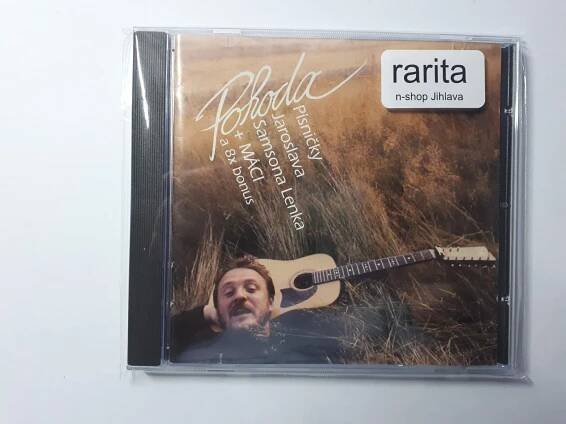 Pohoda
Písničky
Jaroslava
Samsona Lenka
+ MÁCI
a 8x bonus
rarita
n-shop Jihlava